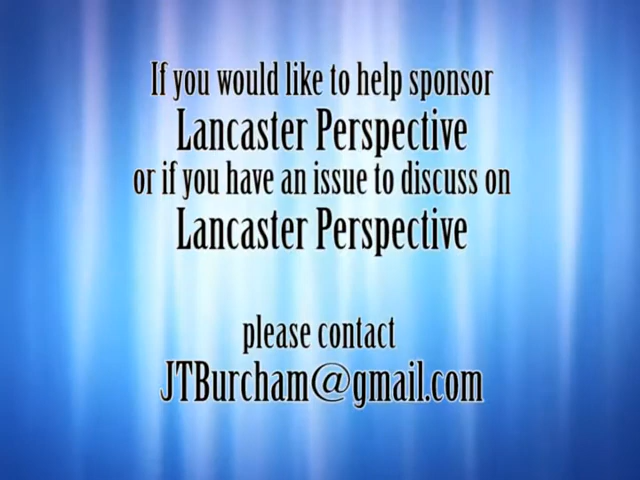 If you would like to help sponsor
Lancaster Perspective
or if you have an issue to discuss on
Lancaster Perspective
please contact
JTBurcham@gmail.com